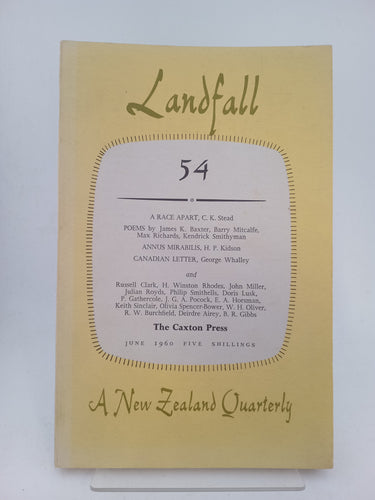 Landfall
54
A RACE APART, C. K. Stead
POEMS by James K. Baxter, Barry Mitcalfe,
Max Richards, Kendrick Smithyman
ANNUS MIRABILIS, H. P. Kidson
CANADIAN LETTER, George Whalley
and
Russell Clark, H. Winston Rhodes, John Miller,
Julian Royds, Philip Smithells, Doris Lusk,
P. Gathercole, J. G. A. Pocock, E. A. Horsman,
Keith Sinclair, Olivia Spencer-Bower, W. H. Oliver,
R. W. Burchfield, Deirdre Airey, B. R. Gibbs
The Caxton Press
JUNE 1960 FIVE SHILLINGS
A New Zealand Quarterly